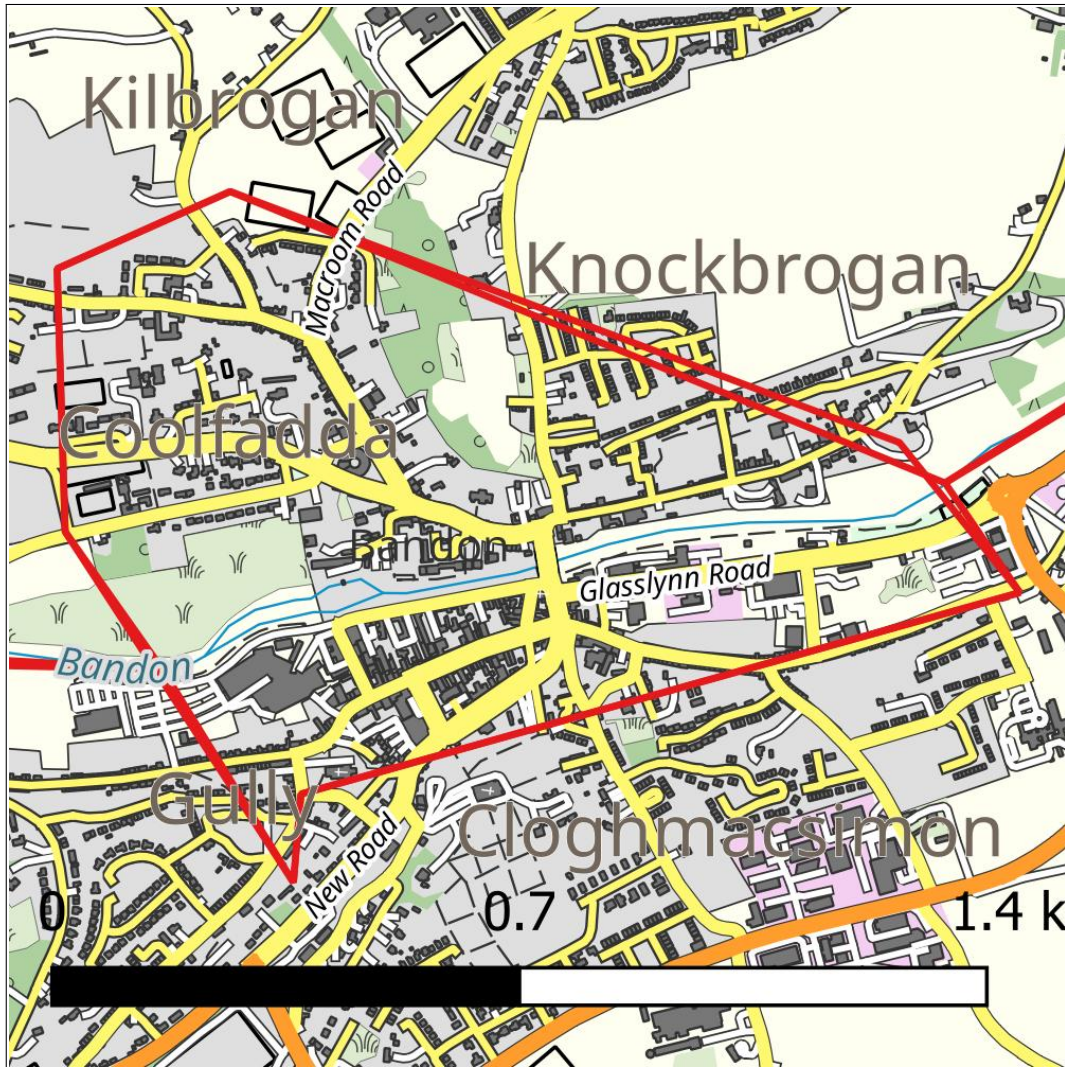 Kilbrogan
Macroom Road
Knockbrogan
Coolfadda
Bandon
Glasslynn Road
Bandon
Gully
New Road
Cloghmacsimon
0 0.7 1.4 k